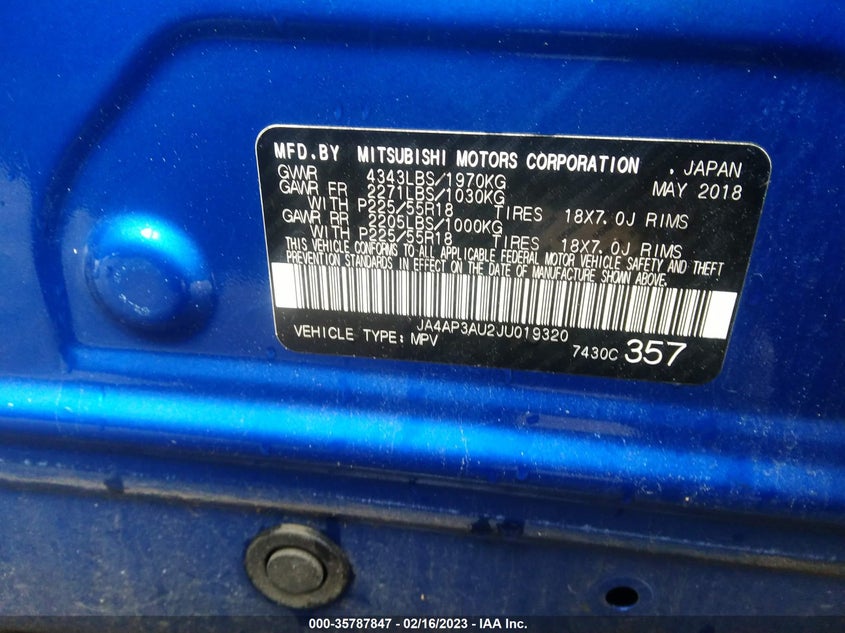 MFD.BY MITSUBISHI MOTORS CORPORATION . JAPAN
GVWR 4343LBS/1970KG MAY 2018
GAWR FR 2271LBS/1030KG
WITH P225/55R18 TIRES 18X7.0J RIMS
GAWR RR 2205LBS/1000KG
WITH P225/55R18 TIRES 18X7.0J RIMS
THIS VEHICLE CONFORMS TO ALL APPLICABLE FEDERAL MOTOR VEHICLE SAFETY AND THEFT
PREVENTION STANDARDS IN EFFECT ON THE DATE OF MANUFACTURE SHOWN ABOVE.
JA4AP3AU2JU019320
VEHICLE TYPE: MPV 7430C 357
000-35787847 - 02/16/2023 - IAA Inc.